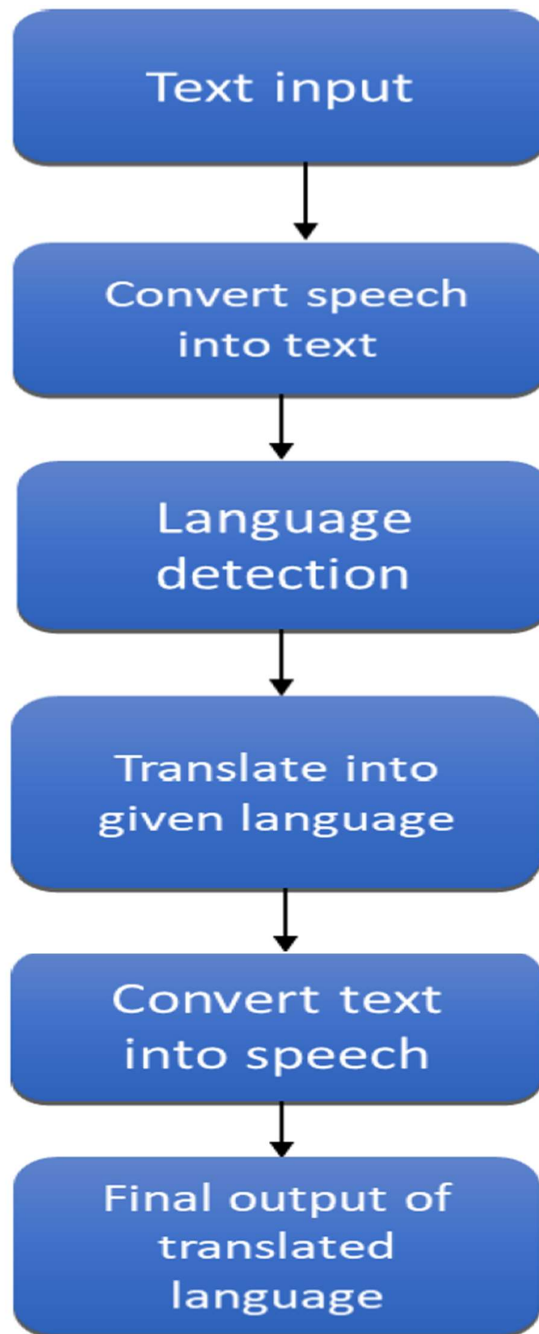 Text input
Convert speech
into text
Language
detection
Translate into
given language
Convert text
into speech
Final output of
translated
language